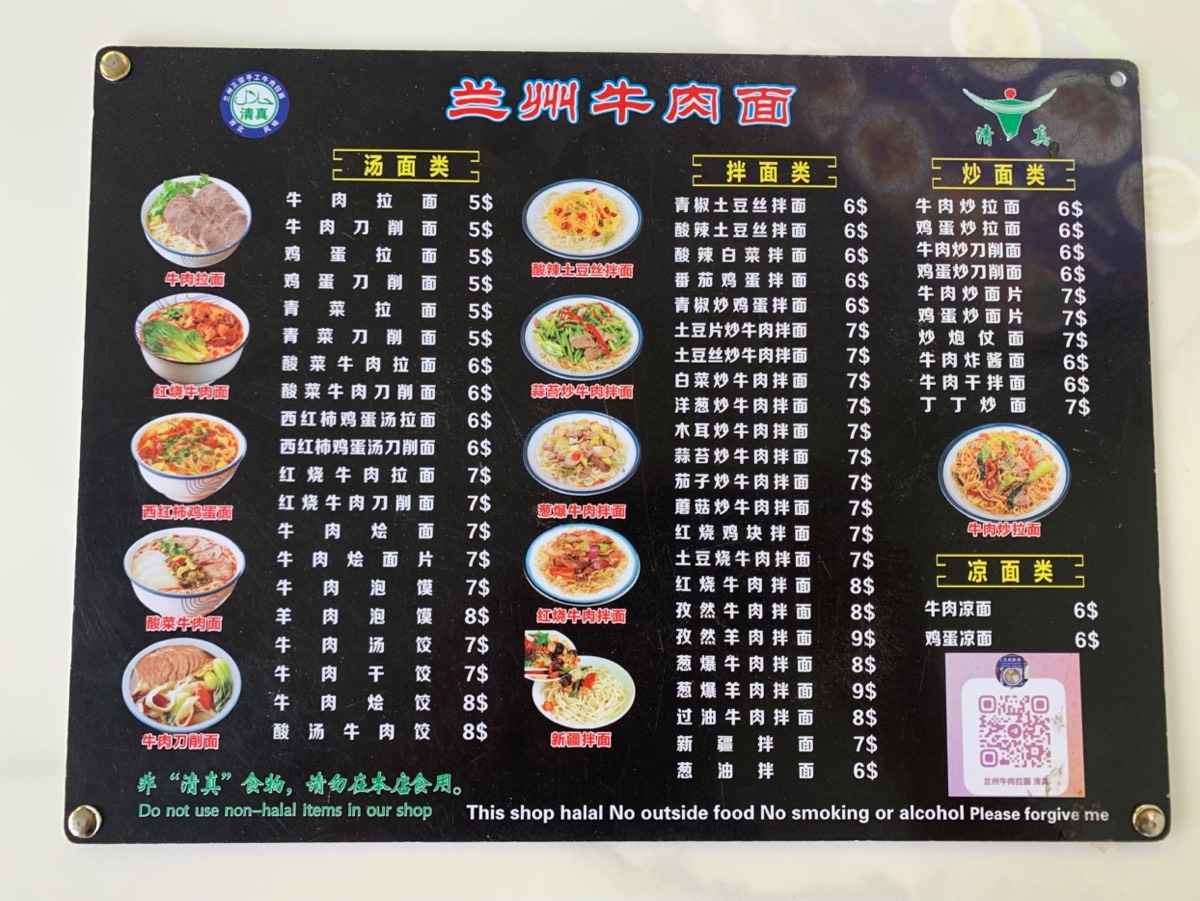 兰州牛肉面
حلال
清真
清 真
汤面类
牛肉拉面 5$
牛肉刀削面 5$
鸡蛋拉面 5$
鸡蛋刀削面 5$
青菜拉面 5$
青菜刀削面 5$
酸菜牛肉拉面 6$
酸菜牛肉刀削面 6$
西红柿鸡蛋汤拉面 6$
西红柿鸡蛋汤刀削面 6$
红烧牛肉拉面 7$
红烧牛肉刀削面 7$
牛肉烩面 7$
牛肉烩面片 7$
牛肉泡馍 7$
羊肉泡馍 8$
牛肉汤饺 7$
牛肉干饺 7$
牛肉烩饺 8$
酸汤牛肉饺 8$
牛肉拉面
红烧牛肉面
西红柿鸡蛋面
酸菜牛肉面
牛肉刀削面
酸辣土豆丝拌面
蒜苔炒牛肉拌面
葱爆牛肉拌面
红烧牛肉拌面
新疆拌面
拌面类
青椒土豆丝拌面 6$
酸辣土豆丝拌面 6$
酸辣白菜拌面 6$
番茄鸡蛋拌面 6$
青椒炒鸡蛋拌面 6$
土豆片炒牛肉拌面 7$
土豆丝炒牛肉拌面 7$
白菜炒牛肉拌面 7$
洋葱炒牛肉拌面 7$
木耳炒牛肉拌面 7$
蒜苔炒牛肉拌面 7$
茄子炒牛肉拌面 7$
蘑菇炒牛肉拌面 7$
红烧鸡块拌面 7$
土豆烧牛肉拌面 7$
红烧牛肉拌面 8$
孜然牛肉拌面 8$
孜然羊肉拌面 9$
葱爆牛肉拌面 8$
葱爆羊肉拌面 9$
过油牛肉拌面 8$
新疆拌面 7$
葱油拌面 6$
炒面类
牛肉炒拉面 6$
鸡蛋炒拉面 6$
牛肉炒刀削面 6$
鸡蛋炒刀削面 6$
牛肉炒面片 7$
鸡蛋炒面片 7$
炒炮仗面 7$
牛肉炸酱面 6$
牛肉干拌面 6$
丁丁炒面 7$
牛肉炒拉面
凉面类
牛肉凉面 6$
鸡蛋凉面 6$
兰州牛肉拉面 清真
非“清真”食物，请勿在本店食用。
Do not use non-halal items in our shop
This shop halal No outside food No smoking or alcohol Please forgive me